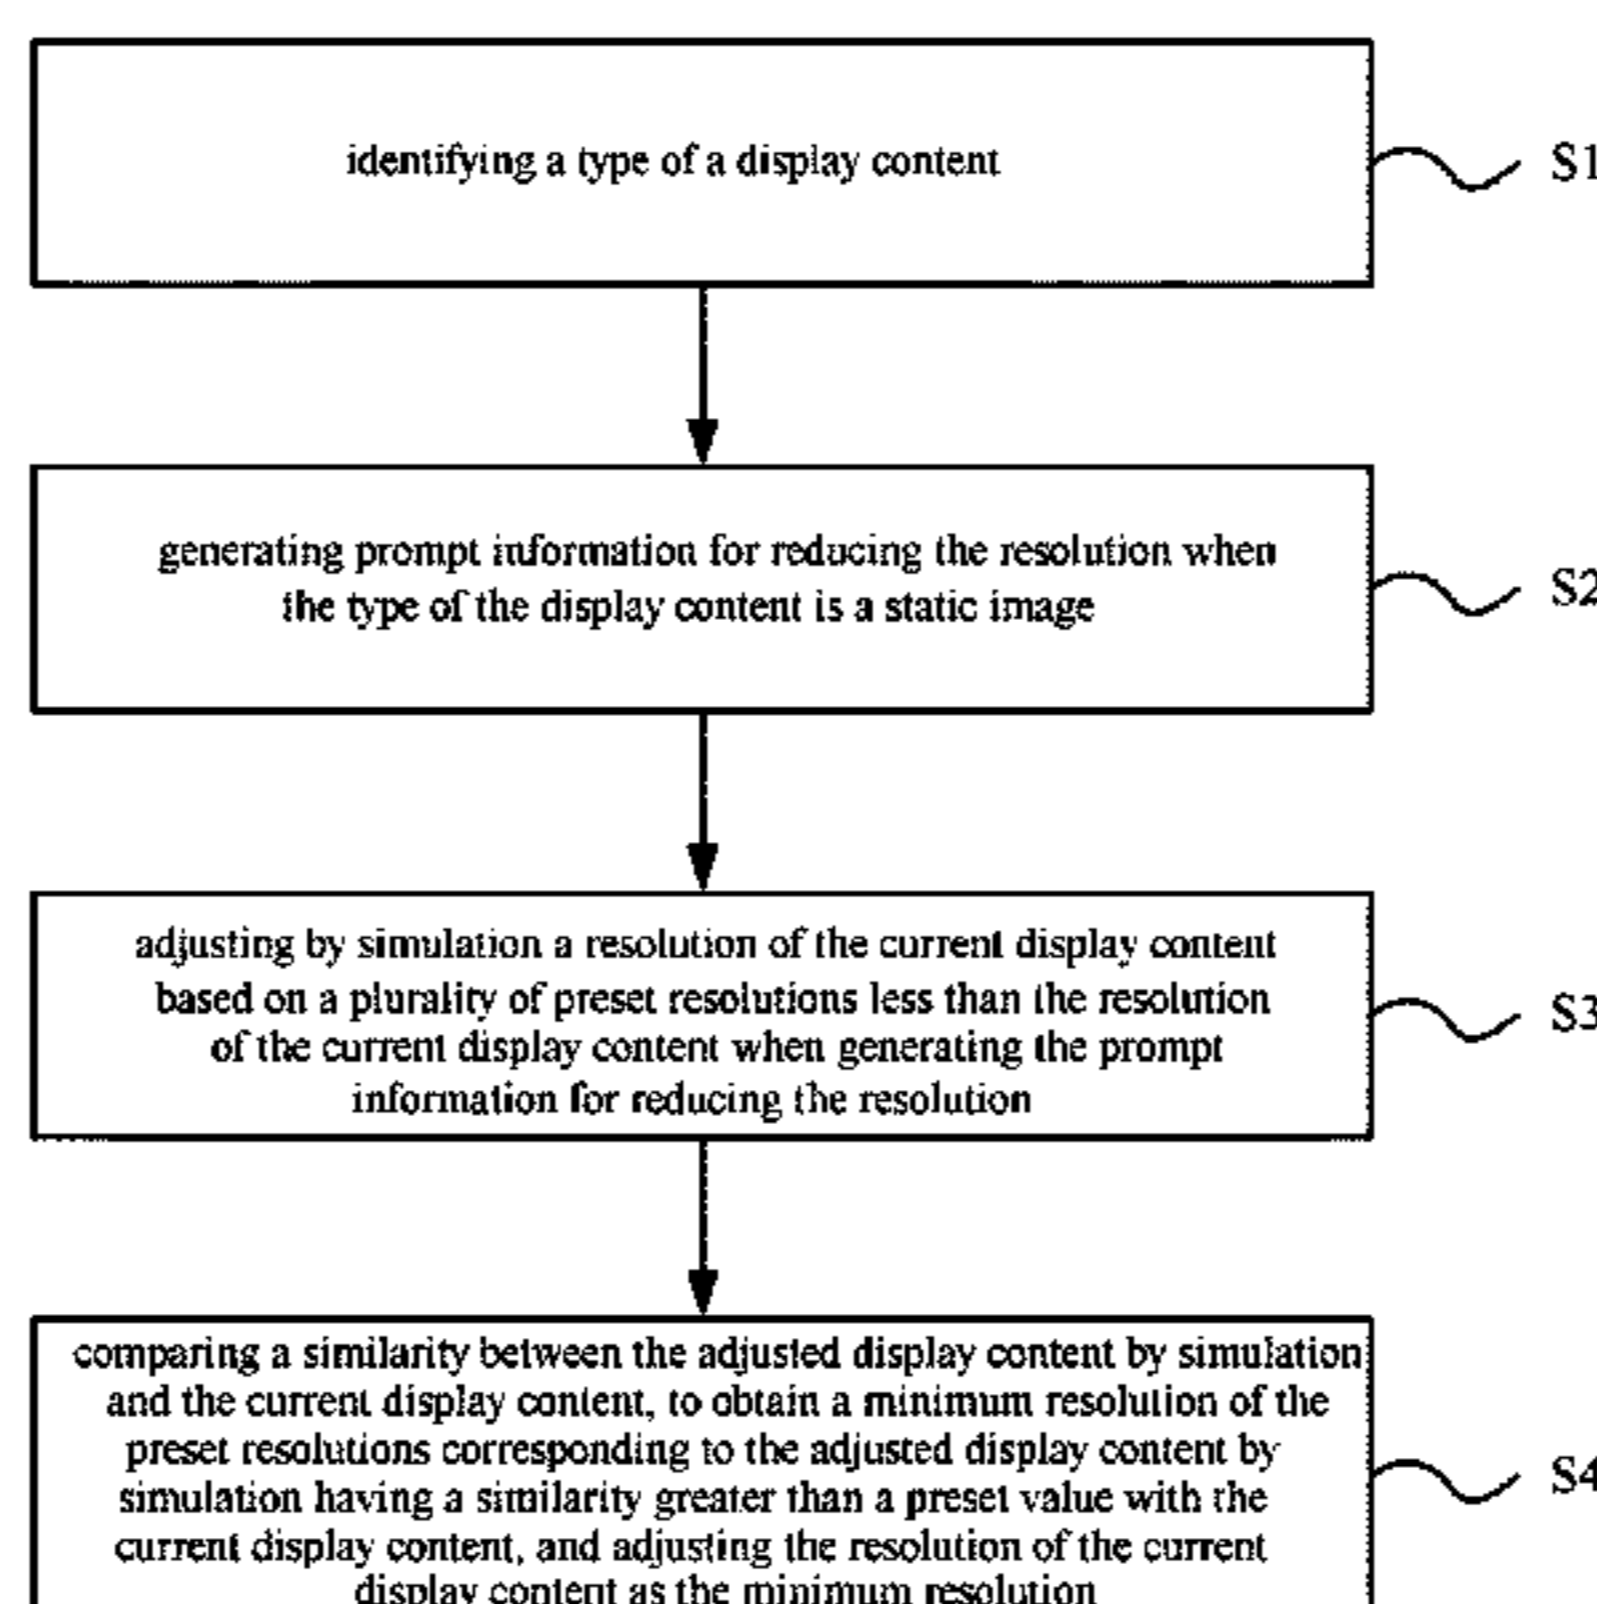 identifying a type of a display content
S1
generating prompt information for reducing the resolution when
the type of the display content is a static image
S2
adjusting by simulation a resolution of the current display content
based on a plurality of preset resolutions less than the resolution
of the current display content when generating the prompt
information for reducing the resolution
S3
comparing a similarity between the adjusted display content by simulation
and the current display content, to obtain a minimum resolution of the
preset resolutions corresponding to the adjusted display content by
simulation having a similarity greater than a preset value with the
current display content, and adjusting the resolution of the current
display content as the minimum resolution
S4